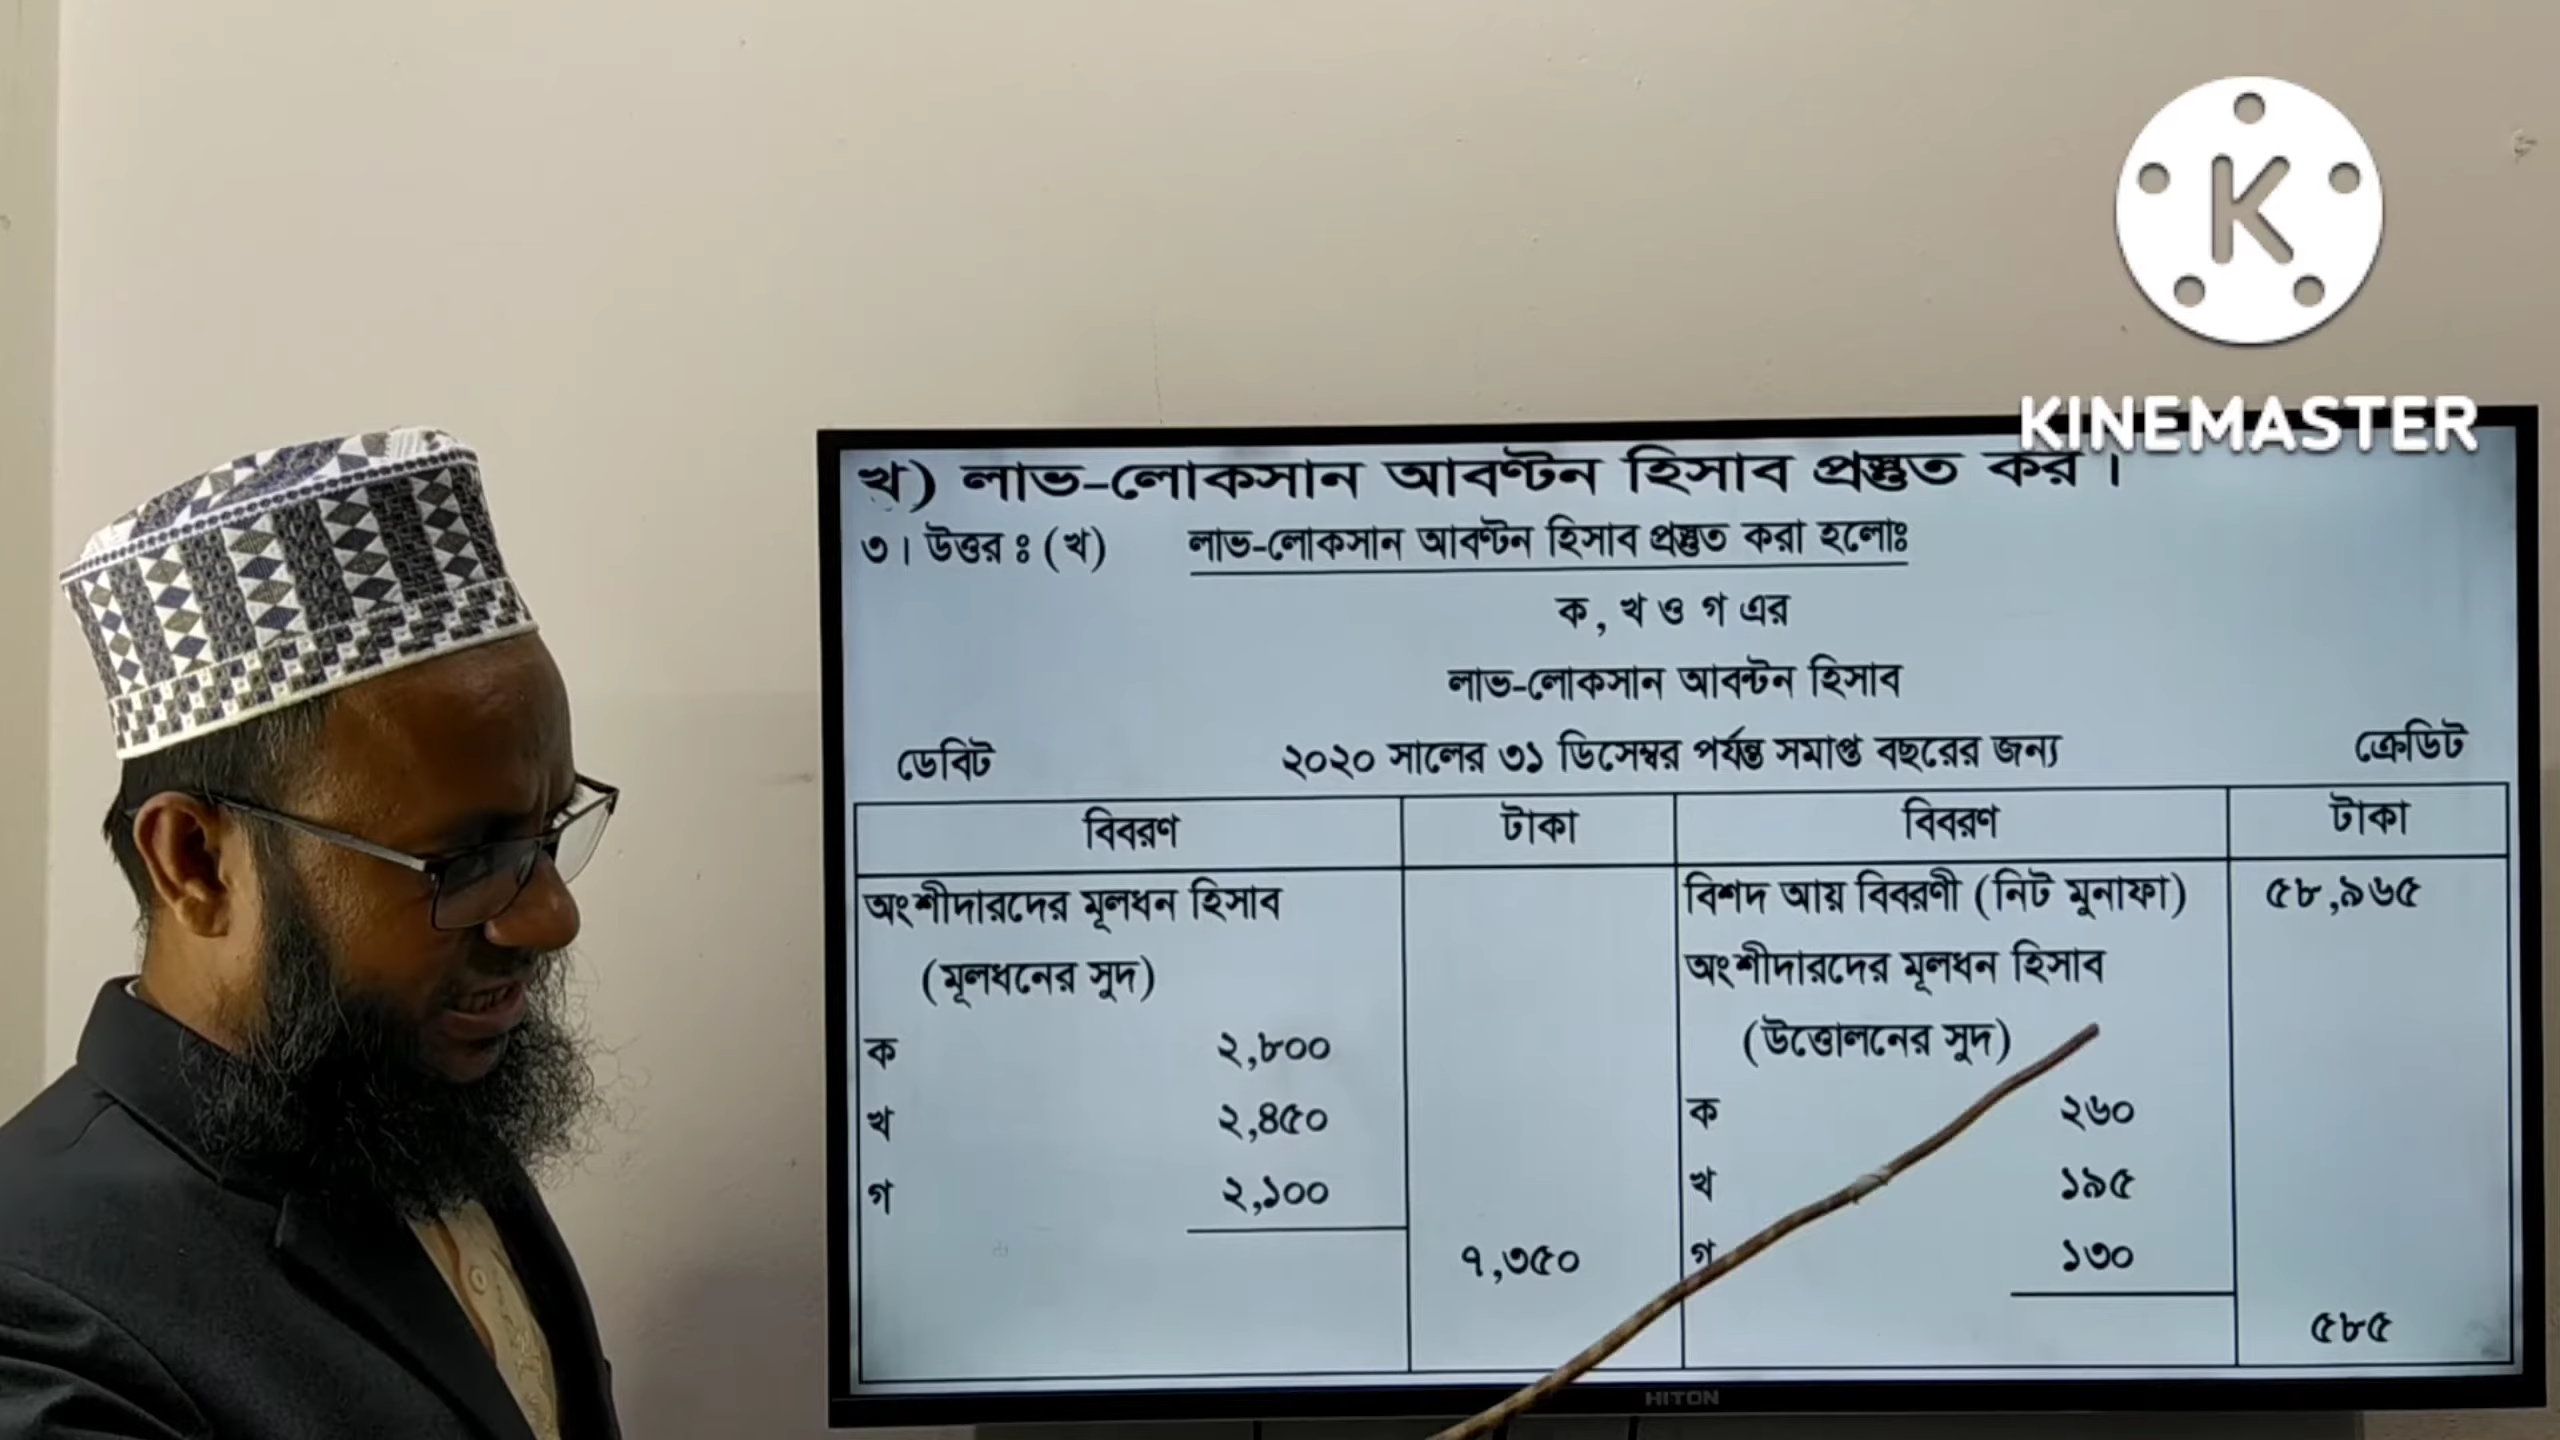 K
KINEMASTER
খ) লাভ-লোকসান আবণ্টন হিসাব প্রস্তুত কর।
৩। উত্তর ঃ (খ) লাভ-লোকসান আবণ্টন হিসাব প্রস্তুত করা হলোঃ
ক, খ ও গ এর
লাভ-লোকসান আবন্টন হিসাব
ডেবিট ২০২০ সালের ৩১ ডিসেম্বর পর্যন্ত সমাপ্ত বছরের জন্য ক্রেডিট
বিবরণ টাকা বিবরণ টাকা
অংশীদারদের মূলধন হিসাব বিশদ আয় বিবরণী (নিট মুনাফা) ৫৮,৯৬৫
(মূলধনের সুদ) অংশীদারদের মূলধন হিসাব
ক ২,৮০০ (উত্তোলনের সুদ)
খ ২,৪৫০ ক ২৬০
গ ২,১০০ খ ১৯৫
৭,৩৫০ গ ১৩০
৫৮৫
HITON